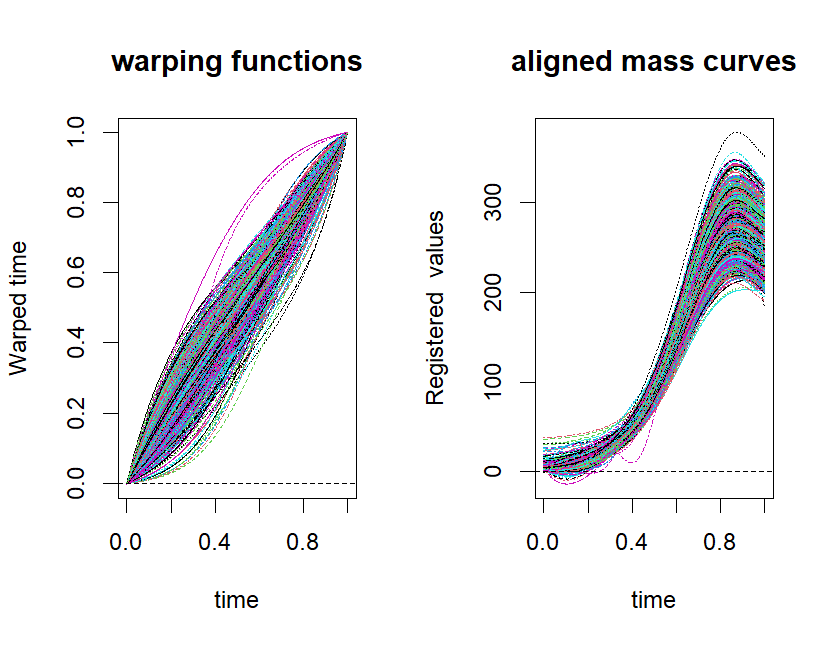 warping functions
Warped time
1.0
0.8
0.6
0.4
0.2
0.0
0.0 0.4 0.8
time
aligned mass curves
Registered  values
300
200
100
0
0.0 0.4 0.8
time